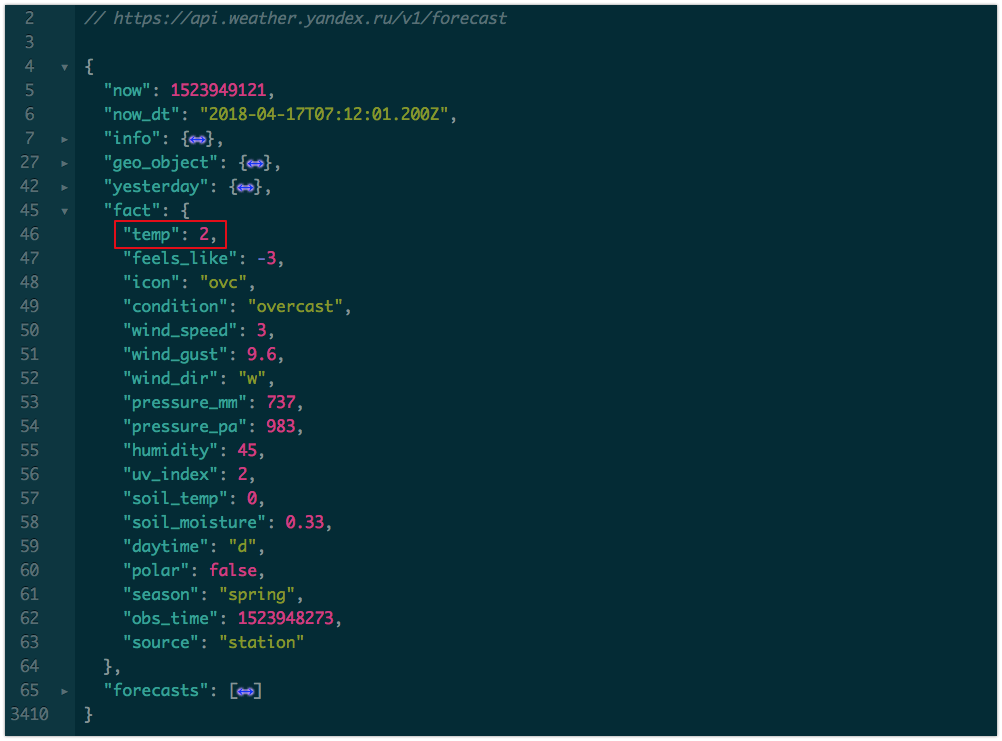 2 // https://api.weather.yandex.ru/v1/forecast
3
4 {
5 "now": 1523949121,
6 "now_dt": "2018-04-17T07:12:01.200Z",
7 "info": {↔},
27 "geo_object": {↔},
42 "yesterday": {↔},
45 "fact": {
46 "temp": 2,
47 "feels_like": -3,
48 "icon": "ovc",
49 "condition": "overcast",
50 "wind_speed": 3,
51 "wind_gust": 9.6,
52 "wind_dir": "w",
53 "pressure_mm": 737,
54 "pressure_pa": 983,
55 "humidity": 45,
56 "uv_index": 2,
57 "soil_temp": 0,
58 "soil_moisture": 0.33,
59 "daytime": "d",
60 "polar": false,
61 "season": "spring",
62 "obs_time": 1523948273,
63 "source": "station"
64 },
65 "forecasts": [↔]
3410 }